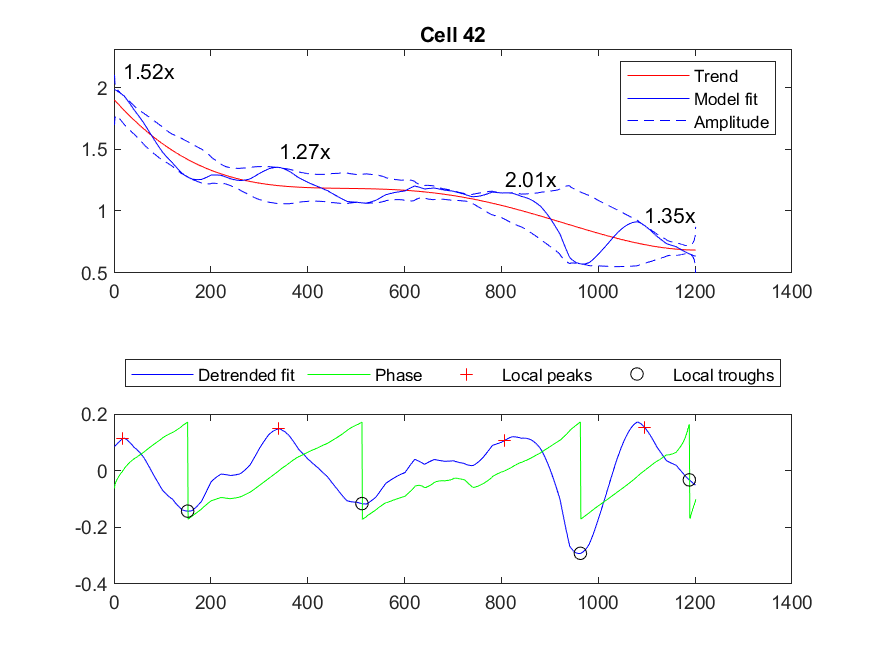 Cell 42
1.52x
1.27x
2.01x
1.35x
Trend
Model fit
Amplitude
2
1.5
1
0.5
0 200 400 600 800 1000 1200 1400
Detrended fit Phase Local peaks Local troughs
0.2
0
-0.2
-0.4
0 200 400 600 800 1000 1200 1400